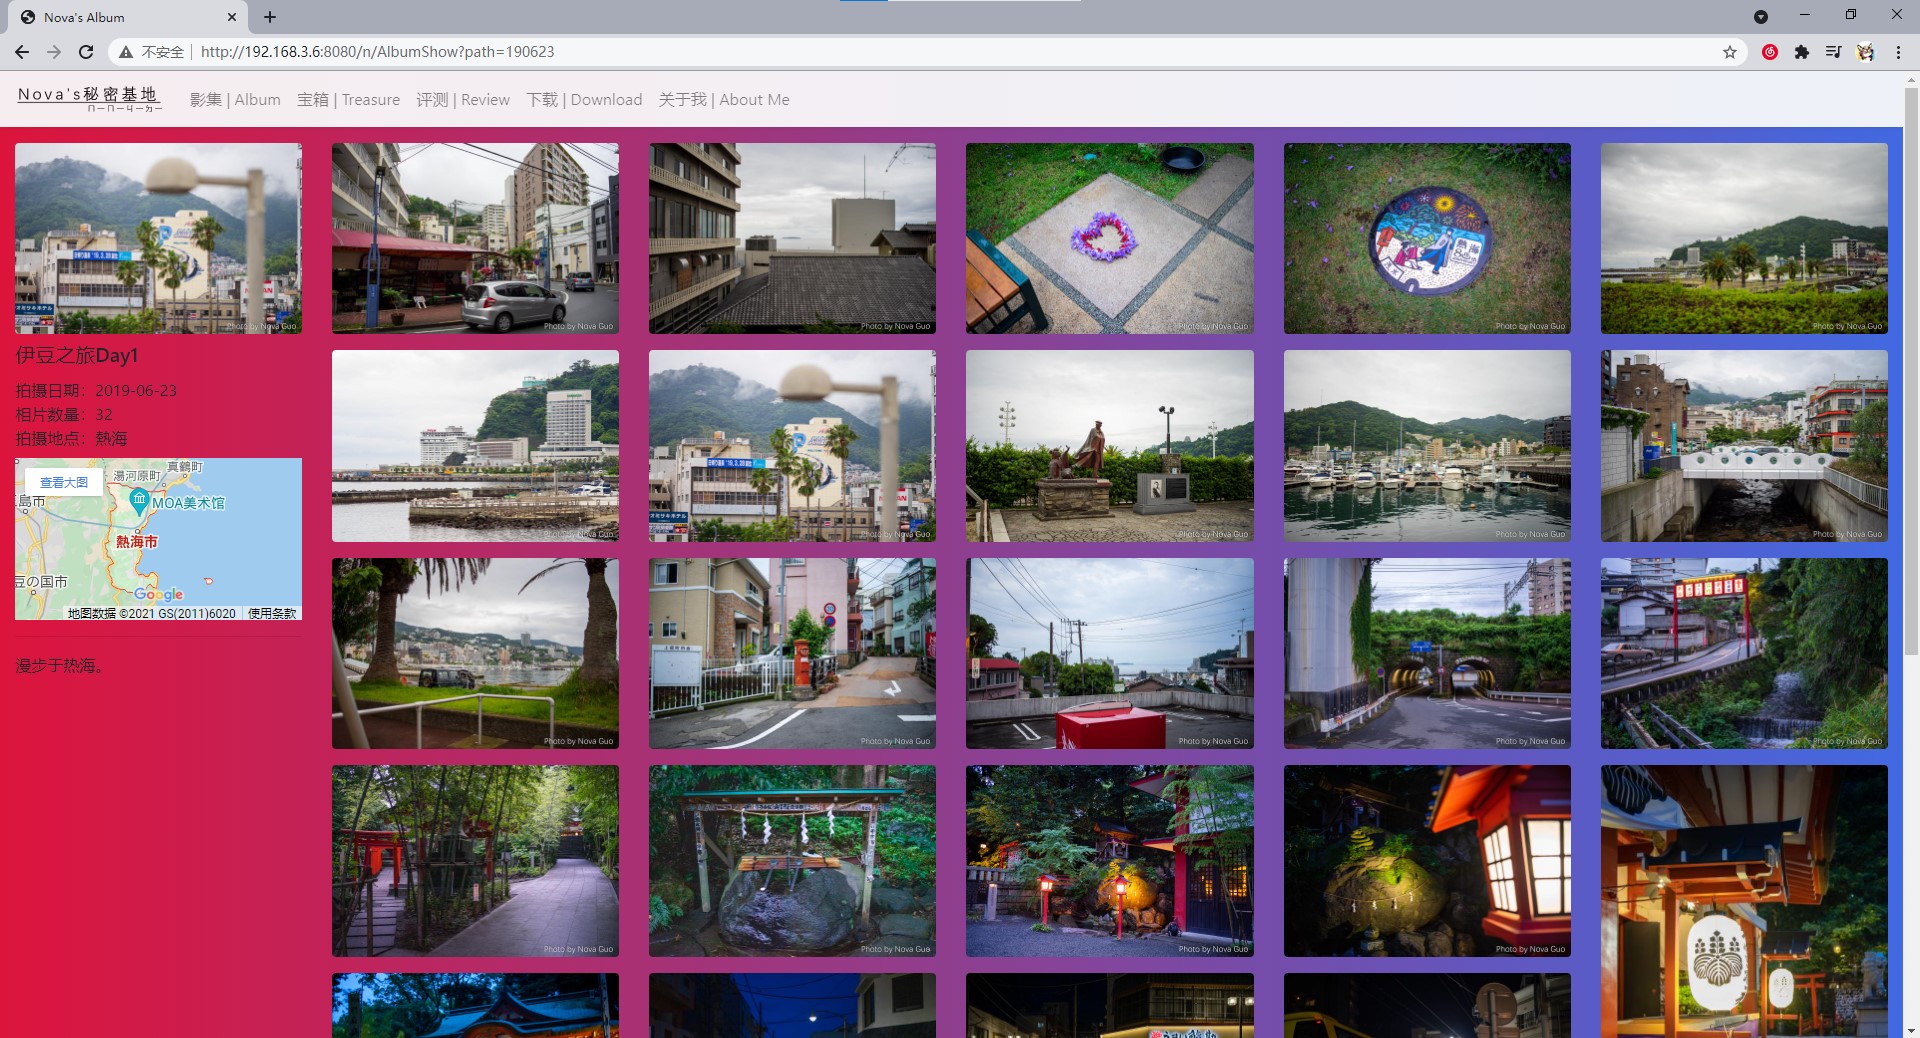 Nova's Album
不安全 | http://192.168.3.6:8080/n/AlbumShow?path=190623
Nova's秘密基地
影集 | Album
宝箱 | Treasure
评测 | Review
下载 | Download
关于我 | About Me
Photo by Nova Guo
Photo by Nova Guo
Photo by Nova Guo
Photo by Nova Guo
Photo by Nova Guo
Photo by Nova Guo
伊豆之旅Day1
拍摄日期：2019-06-23
相片数量：32
拍摄地点：熱海
查看大图
湯河原町
真鶴町
島市
MOA美术馆
熱海市
豆の国市
Google
地图数据 ©2021 GS(2011)6020
使用条款
漫步于热海。
Photo by Nova Guo
Photo by Nova Guo
Photo by Nova Guo
Photo by Nova Guo
Photo by Nova Guo
Photo by Nova Guo
Photo by Nova Guo
Photo by Nova Guo
Photo by Nova Guo
Photo by Nova Guo
Photo by Nova Guo
Photo by Nova Guo
Photo by Nova Guo
Photo by Nova Guo